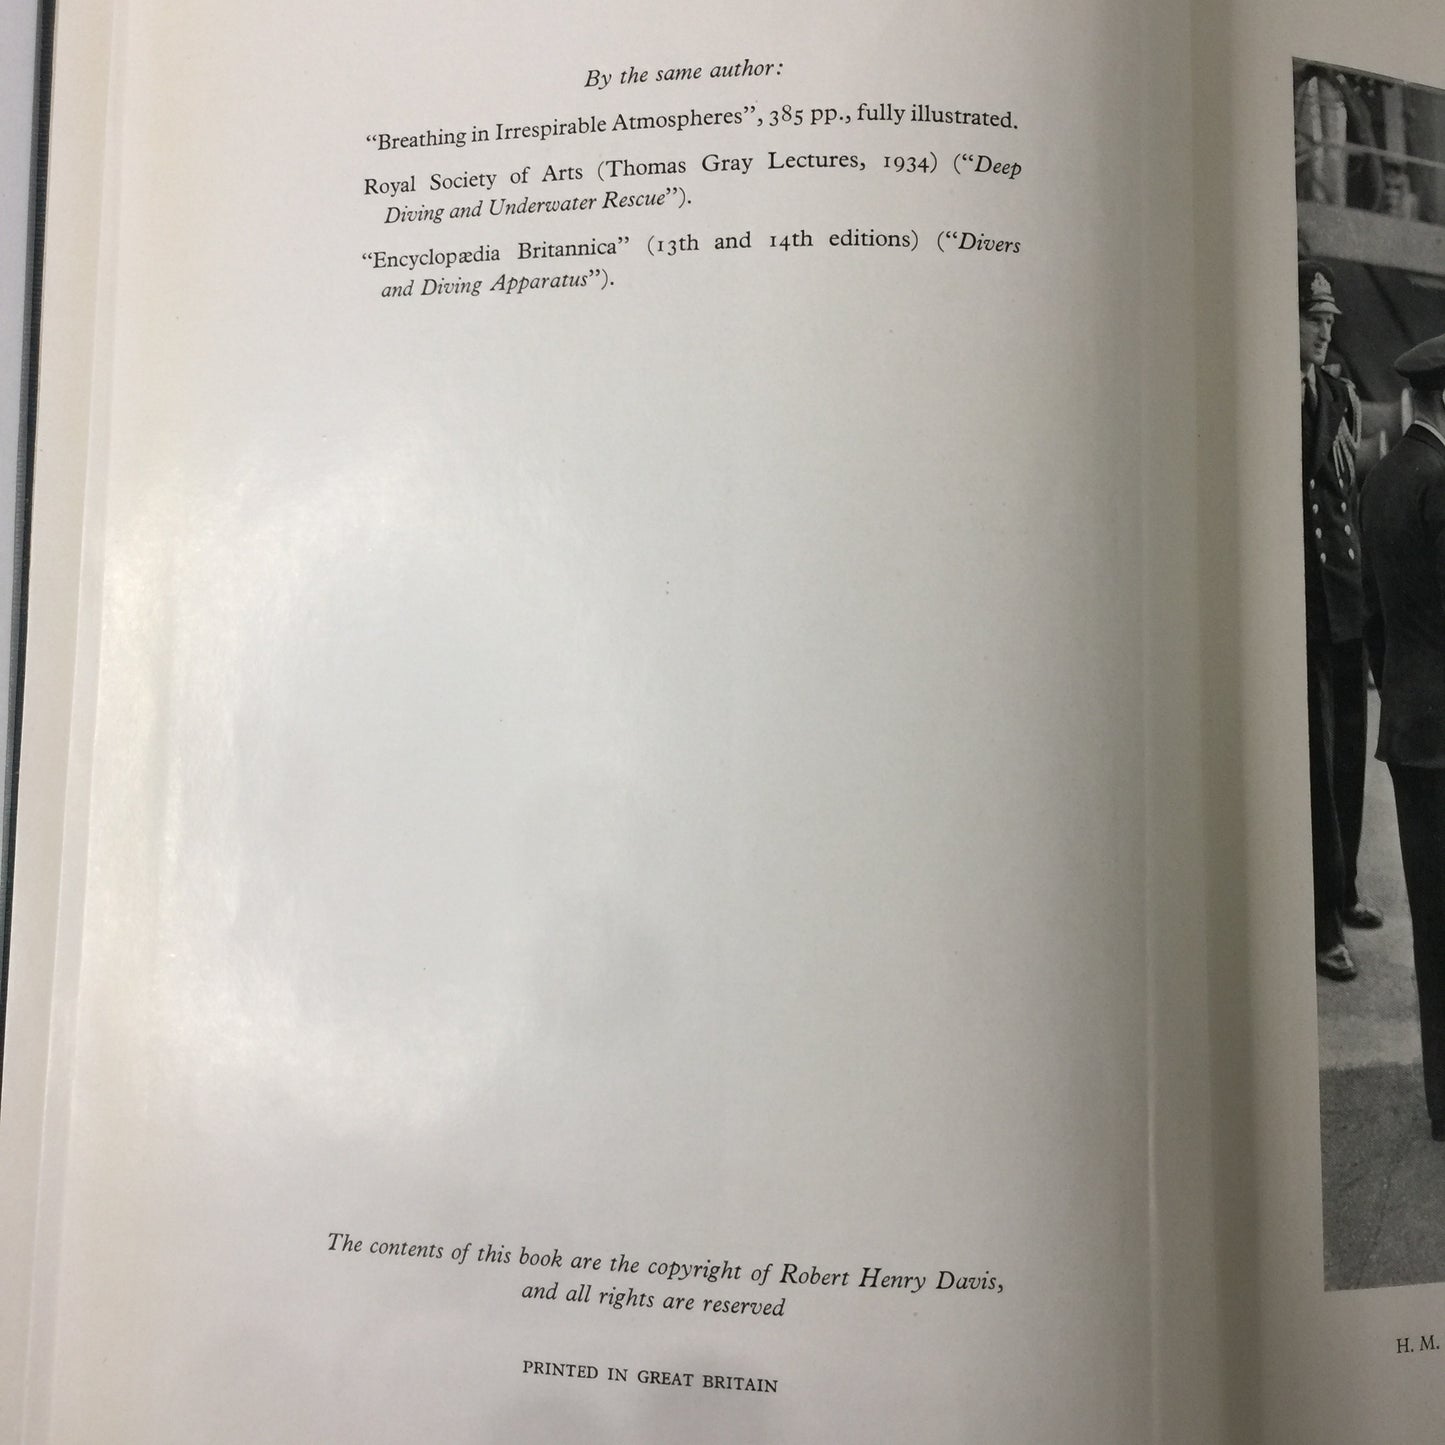 By the same author:
“Breathing in Irrespirable Atmospheres”, 385 pp., fully illustrated.
Royal Society of Arts (Thomas Gray Lectures, 1934) (“Deep
Diving and Underwater Rescue”).
“Encyclopædia Britannica” (13th and 14th editions) (“Divers
and Diving Apparatus”).
The contents of this book are the copyright of Robert Henry Davis,
and all rights are reserved
PRINTED IN GREAT BRITAIN
H. M.